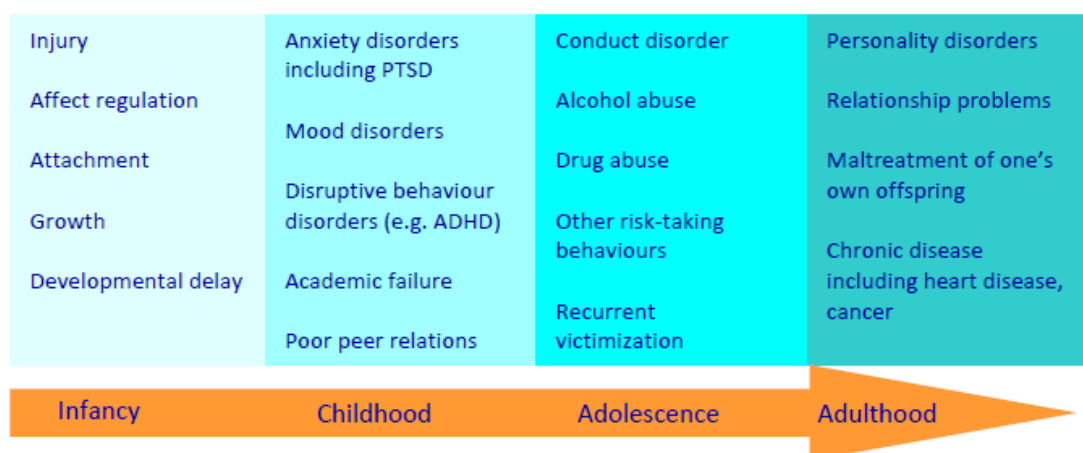 Injury
Affect regulation
Attachment
Growth
Developmental delay
Anxiety disorders
including PTSD
Mood disorders
Disruptive behaviour
disorders (e.g. ADHD)
Academic failure
Poor peer relations
Conduct disorder
Alcohol abuse
Drug abuse
Other risk-taking
behaviours
Recurrent
victimization
Personality disorders
Relationship problems
Maltreatment of one's
own offspring
Chronic disease
including heart disease,
cancer
Infancy
Childhood
Adolescence
Adulthood